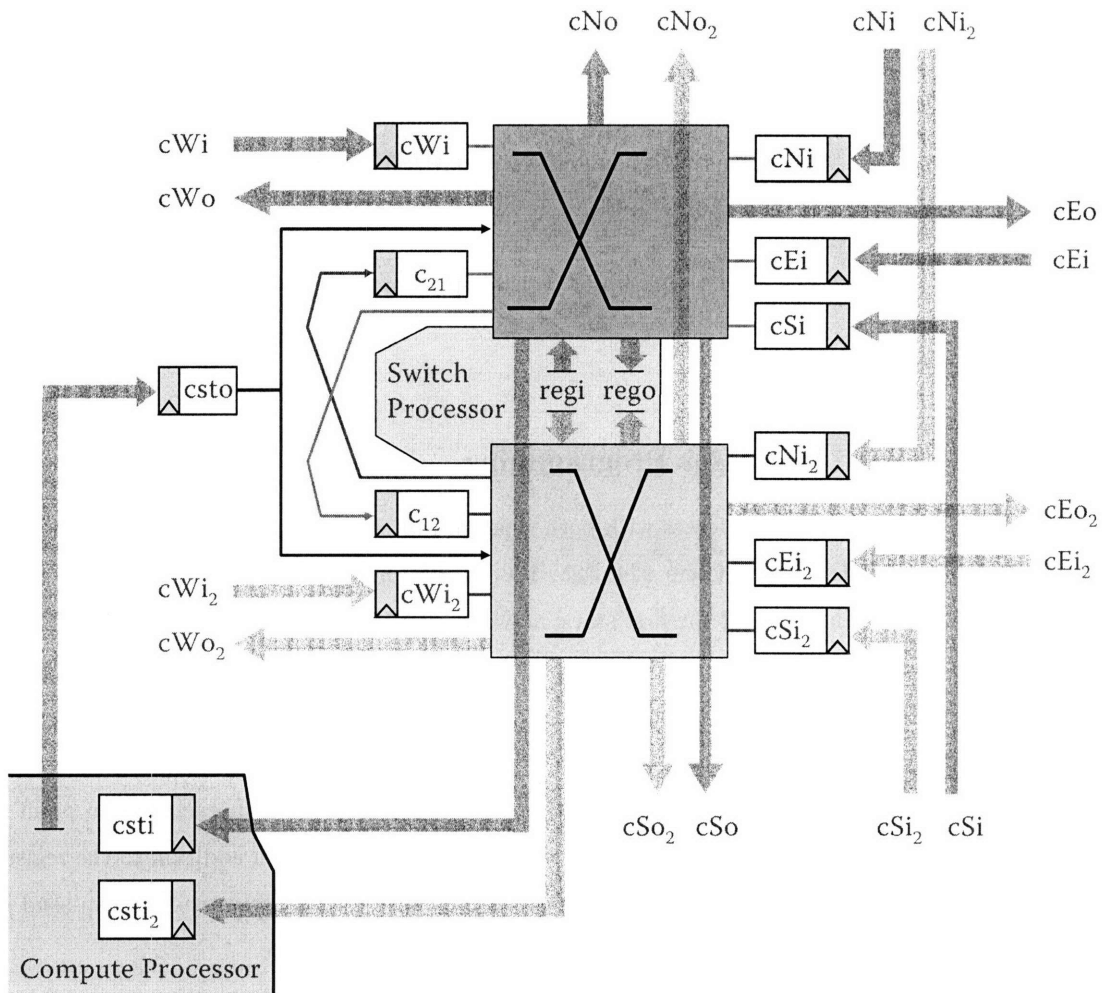 cNo cNo₂ cNi cNi₂
cWi cWi cNi
cWo cEo
cEi cEi
c₂₁
cSi
Switch
Processor
regi rego
csto
cNi₂
c₁₂ cEo₂
cEi₂ cEi₂
cWi₂ cWi₂
cSi₂
cWo₂
csti cSo₂ cSo cSi₂ cSi
csti₂
Compute Processor